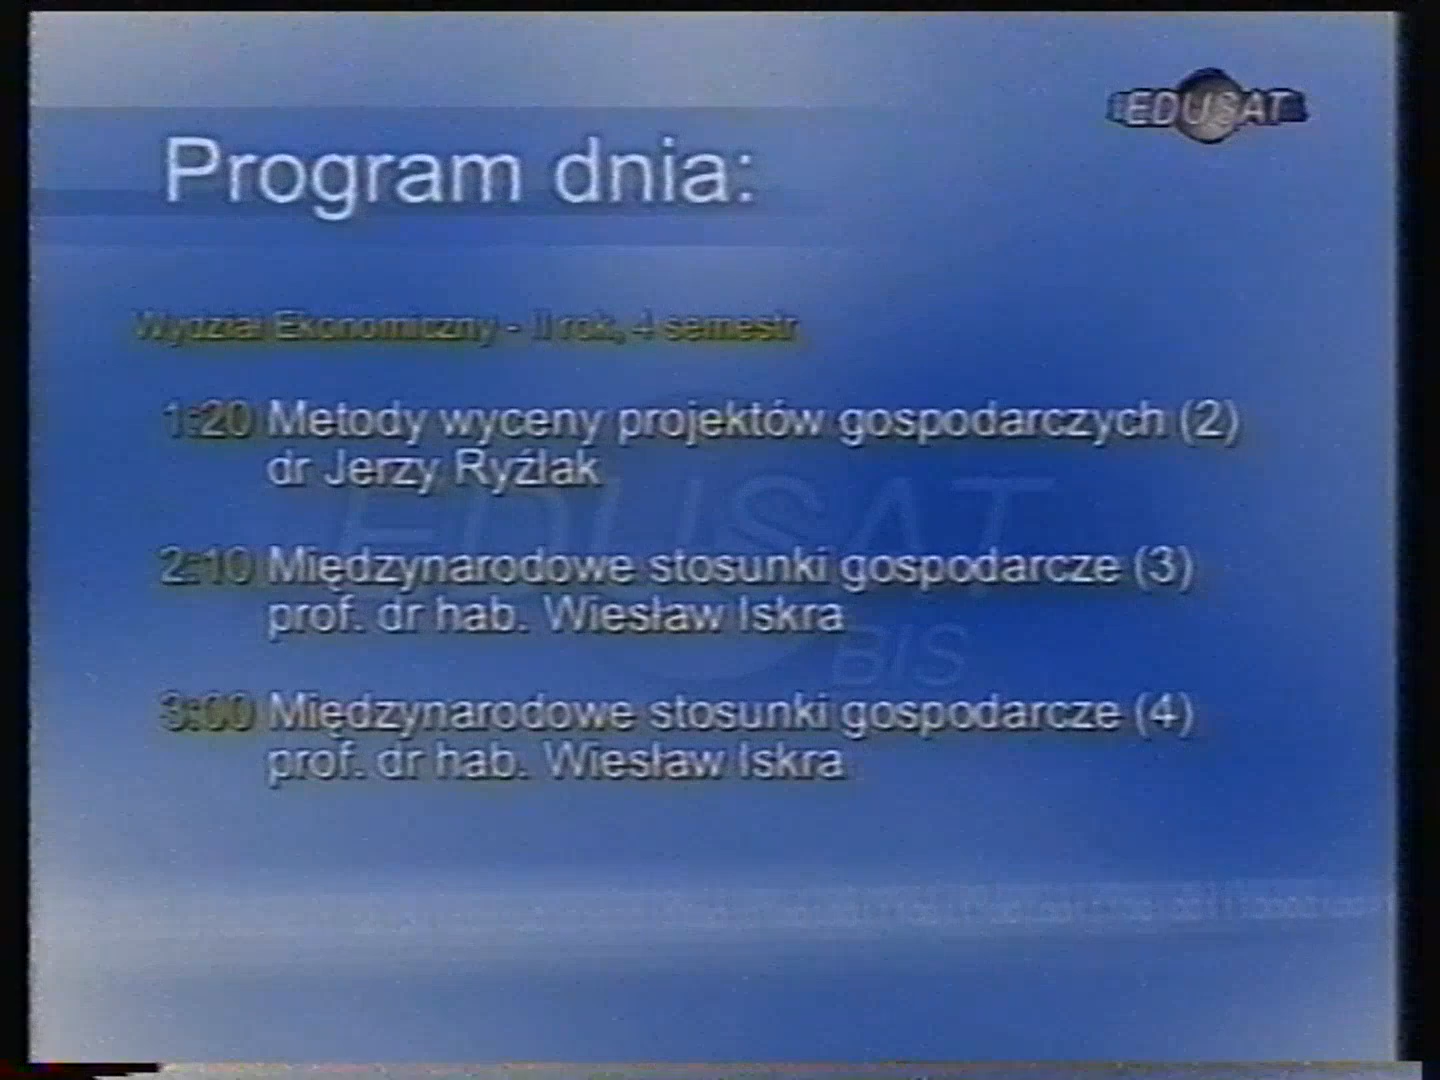 EDUSAT
Program dnia:
Wydział Ekonomiczny - II rok, 4 semestr
1:20 Metody wyceny projektów gospodarczych (2)
dr Jerzy Ryźlak
EDUSAT
2:10 Międzynarodowe stosunki gospodarcze (3)
prof. dr hab. Wiesław Iskra
BIS
3:00 Międzynarodowe stosunki gospodarcze (4)
prof. dr hab. Wiesław Iskra